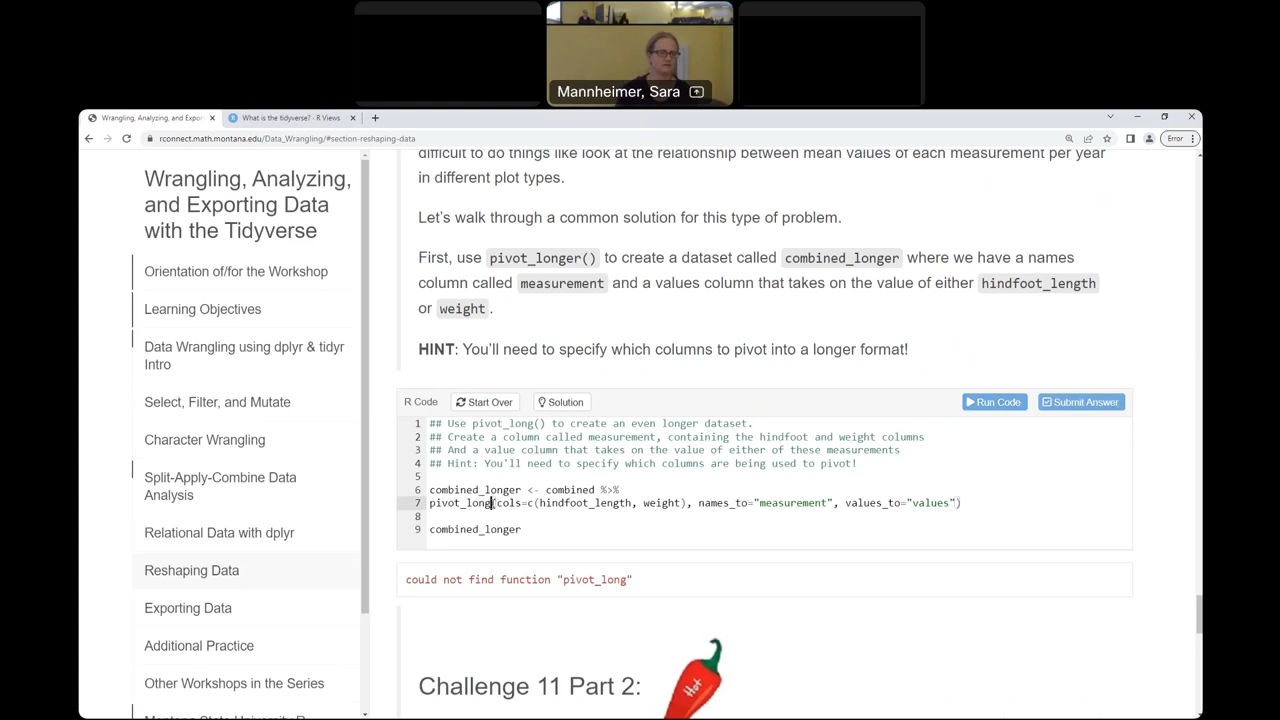 Mannheimer, Sara
Wrangling, Analyzing, and Expor
What is the tidyverse? · R Views
rconnect.math.montana.edu/Data_Wrangling/#section-reshaping-data
Error
Wrangling, Analyzing,
and Exporting Data
with the Tidyverse
Orientation of/for the Workshop
Learning Objectives
Data Wrangling using dplyr & tidyr
Intro
Select, Filter, and Mutate
Character Wrangling
Split-Apply-Combine Data
Analysis
Relational Data with dplyr
Reshaping Data
Exporting Data
Additional Practice
Other Workshops in the Series
Montana State University R
difficult to do things like look at the relationship between mean values of each measurement per year
in different plot types.
Let's walk through a common solution for this type of problem.
First, use pivot_longer() to create a dataset called combined_longer where we have a names
column called measurement and a values column that takes on the value of either hindfoot_length
or weight.
HINT: You'll need to specify which columns to pivot into a longer format!
R Code Start Over Solution Run Code Submit Answer
1 ## Use pivot_long() to create an even longer dataset.
2 ## Create a column called measurement, containing the hindfoot and weight columns
3 ## And a value column that takes on the value of either of these measurements
4 ## Hint: You'll need to specify which columns are being used to pivot!
5
6 combined_longer <- combined %>%
7 pivot_long(cols=c(hindfoot_length, weight), names_to="measurement", values_to="values")
8
9 combined_longer
could not find function "pivot_long"
Challenge 11 Part 2:
Hot